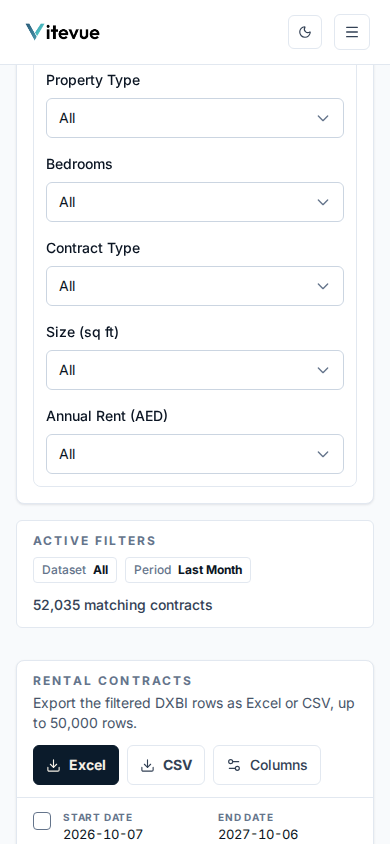 Vitevue
Property Type
All
Bedrooms
All
Contract Type
All
Size (sq ft)
All
Annual Rent (AED)
All
ACTIVE FILTERS
Dataset All Period Last Month
52,035 matching contracts
RENTAL CONTRACTS
Export the filtered DXBI rows as Excel or CSV, up
to 50,000 rows.
Excel CSV Columns
START DATE END DATE
2026-10-07 2027-10-06